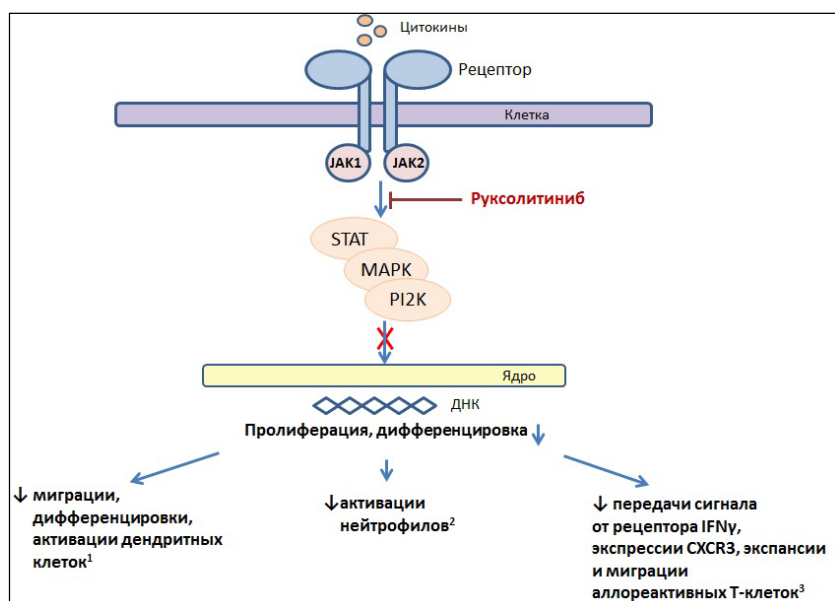 Цитокины
Рецептор
Клетка
JAK1
JAK2
Руксолитиниб
STAT
MAPK
PI2K
Ядро
ДНК
Пролиферация, дифференцировка
↓ миграции,
дифференцировки,
активации дендритных
клеток¹
↓активации
нейтрофилов²
↓ передачи сигнала
от рецептора IFNγ,
экспрессии CXCR3, экспансии
и миграции
аллореактивных Т-клеток³